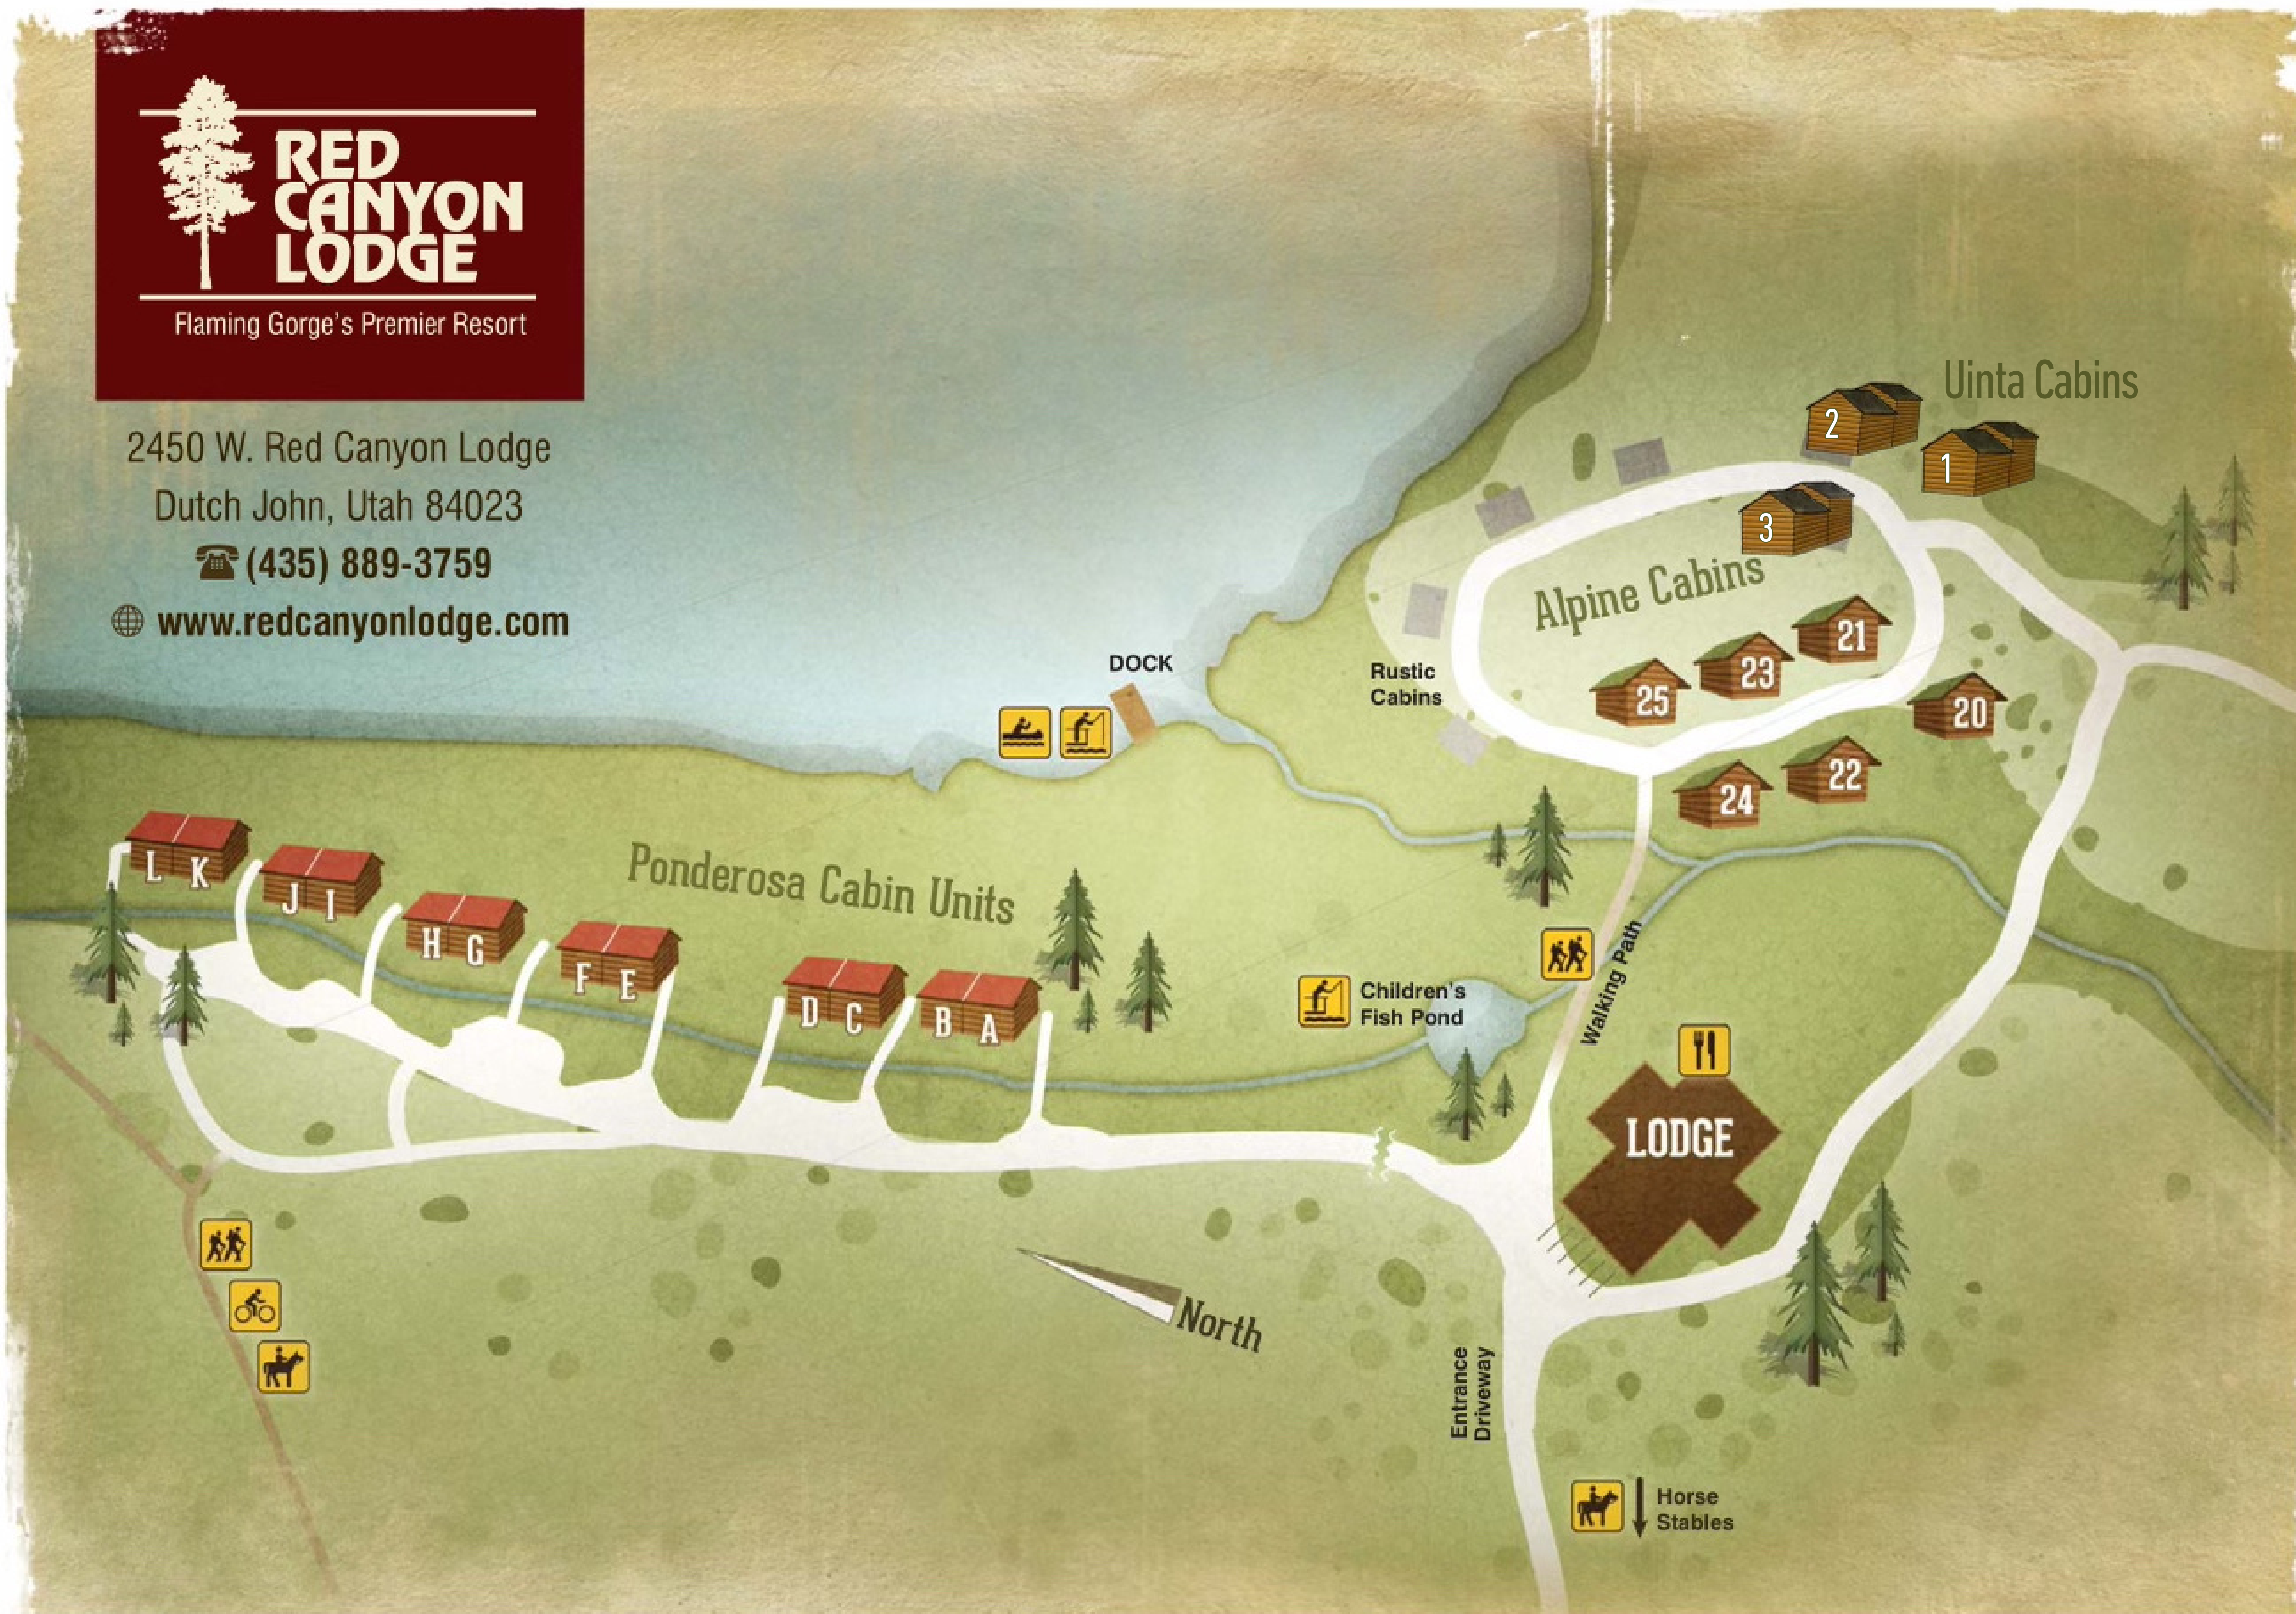 RED
CANYON
LODGE
Flaming Gorge's Premier Resort
2450 W. Red Canyon Lodge
Dutch John, Utah 84023
(435) 889-3759
www.redcanyonlodge.com
Uinta Cabins
2
1
3
Alpine Cabins
21
23
25
20
22
24
DOCK
Rustic
Cabins
Ponderosa Cabin Units
L K
J I
H G
F E
D C
B A
Children's
Fish Pond
Walking Path
LODGE
North
Entrance
Driveway
Horse
Stables